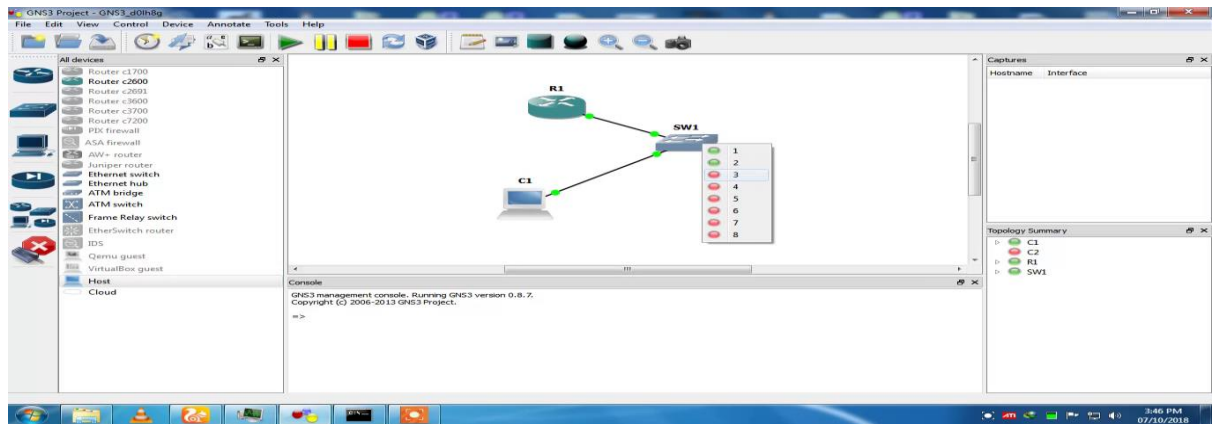 GNS3 Project - GNS3_d0lh8g
File Edit View Control Device Annotate Tools Help
All devices
Router c1700
Router c2600
Router c2691
Router c3600
Router c3700
Router c7200
PIX firewall
ASA firewall
AW+ router
Juniper router
Ethernet switch
Ethernet hub
ATM bridge
ATM switch
Frame Relay switch
EtherSwitch router
IDS
Qemu guest
VirtualBox guest
Host
Cloud
R1
SW1
C1
1
2
3
4
5
6
7
8
Console
GNS3 management console. Running GNS3 version 0.8.7.
Copyright (c) 2006-2013 GNS3 Project.
=>
Captures
Hostname Interface
Topology Summary
C1
C2
R1
SW1
3:46 PM
07/10/2018